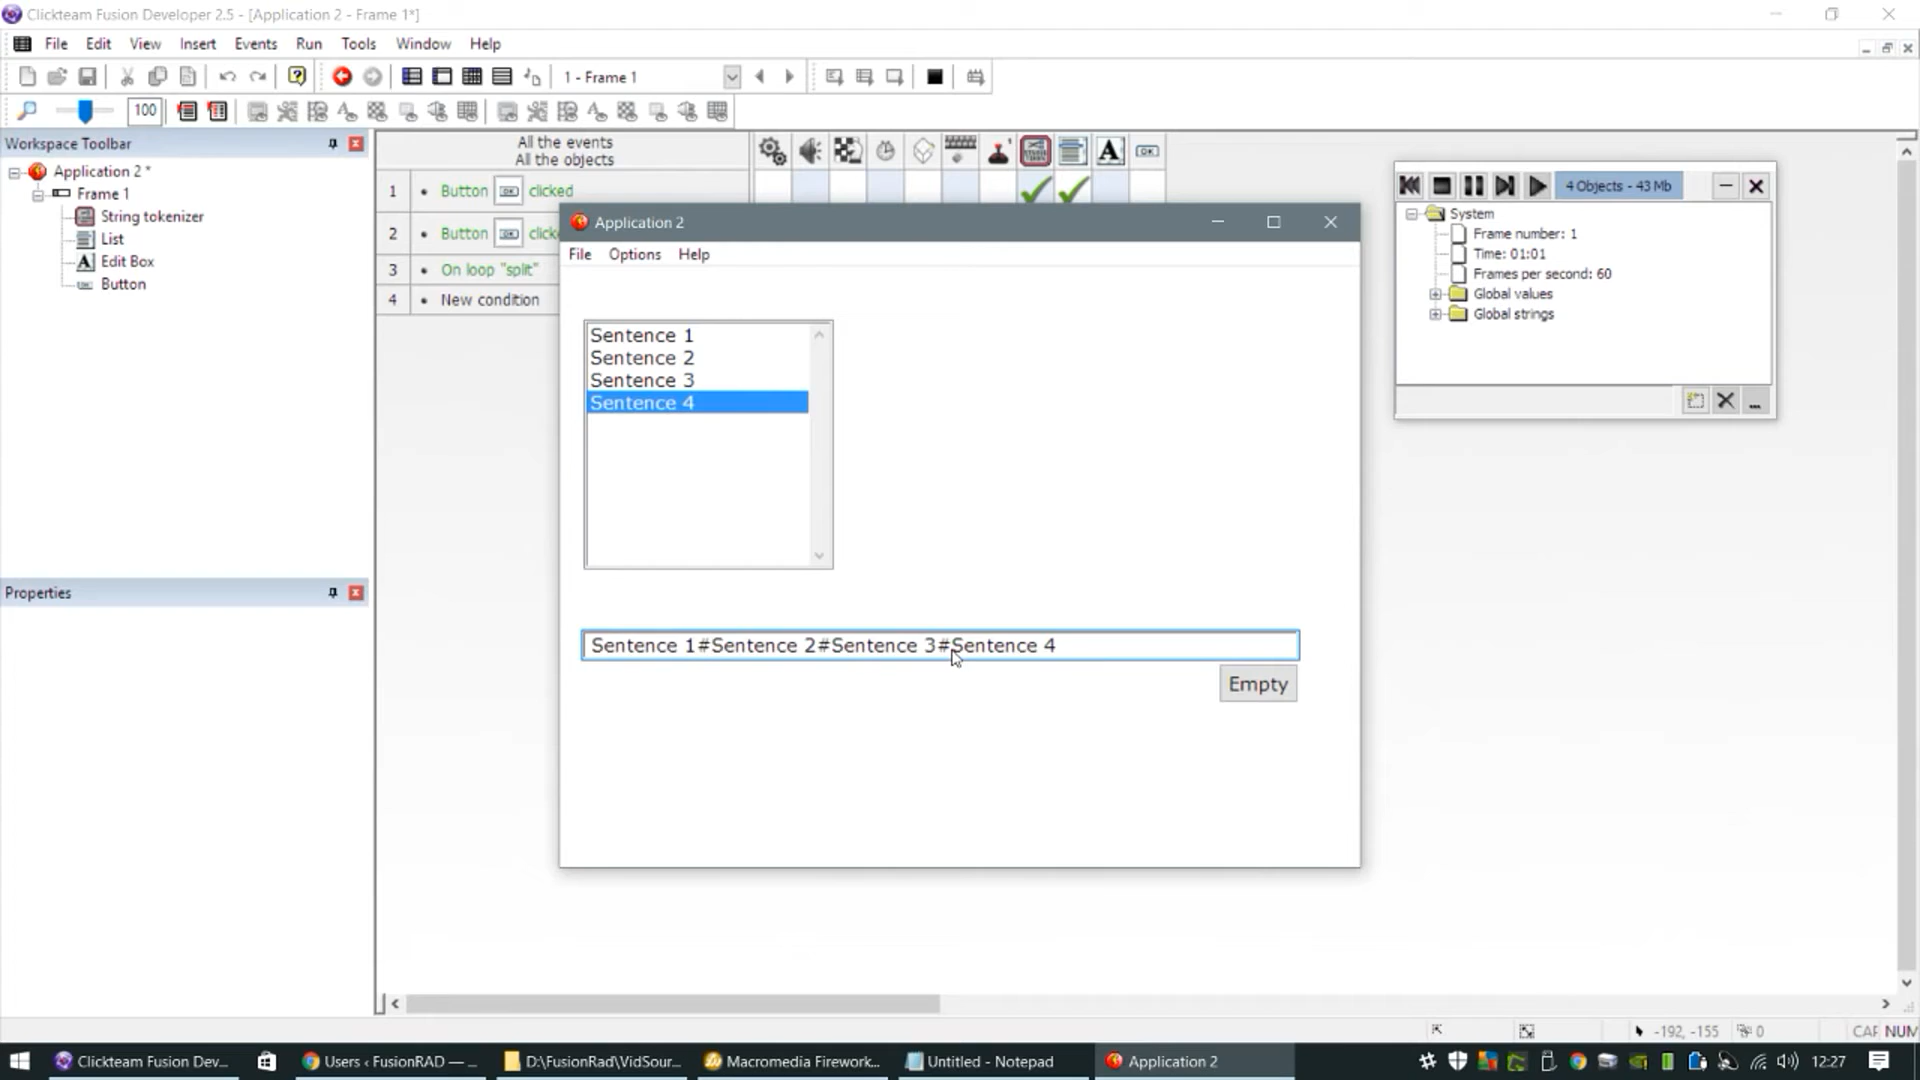 Clickteam Fusion Developer 2.5 - [Application 2 - Frame 1*]
File Edit View Insert Events Run Tools Window Help
1 - Frame 1
100
Workspace Toolbar
Application 2 *
Frame 1
String tokenizer
List
Edit Box
Button
Properties
All the events
All the objects
1 • Button OK clicked
2 • Button OK clicke
3 • On loop "split"
4 • New condition
Application 2
File Options Help
Sentence 1
Sentence 2
Sentence 3
Sentence 4
Sentence 1#Sentence 2#Sentence 3#Sentence 4
Empty
4 Objects - 43 Mb
System
Frame number: 1
Time: 01:01
Frames per second: 60
Global values
Global strings
-192, -155 0 CAP NUM
Clickteam Fusion Dev... Users ‹ FusionRAD — ... D:\FusionRad\VidSour... Macromedia Firework... Untitled - Notepad Application 2 12:27